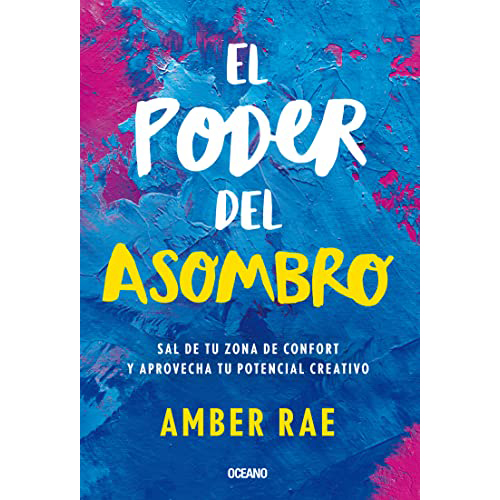 EL
PODER
DEL
ASOMBRO
SAL DE TU ZONA DE CONFORT
Y APROVECHA TU POTENCIAL CREATIVO
AMBER RAE
OCEANO